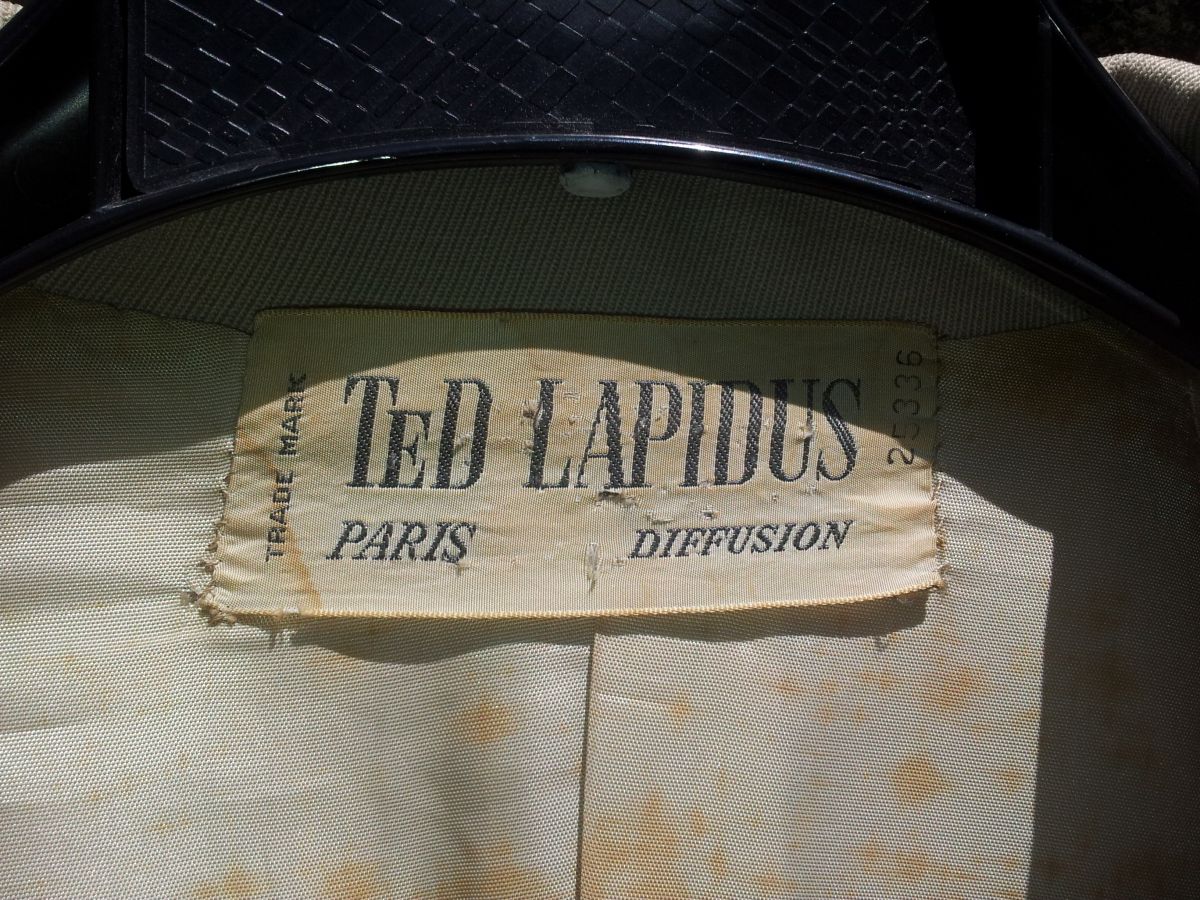 TRADE MARK
TED LAPIDUS
PARIS DIFFUSION
25336